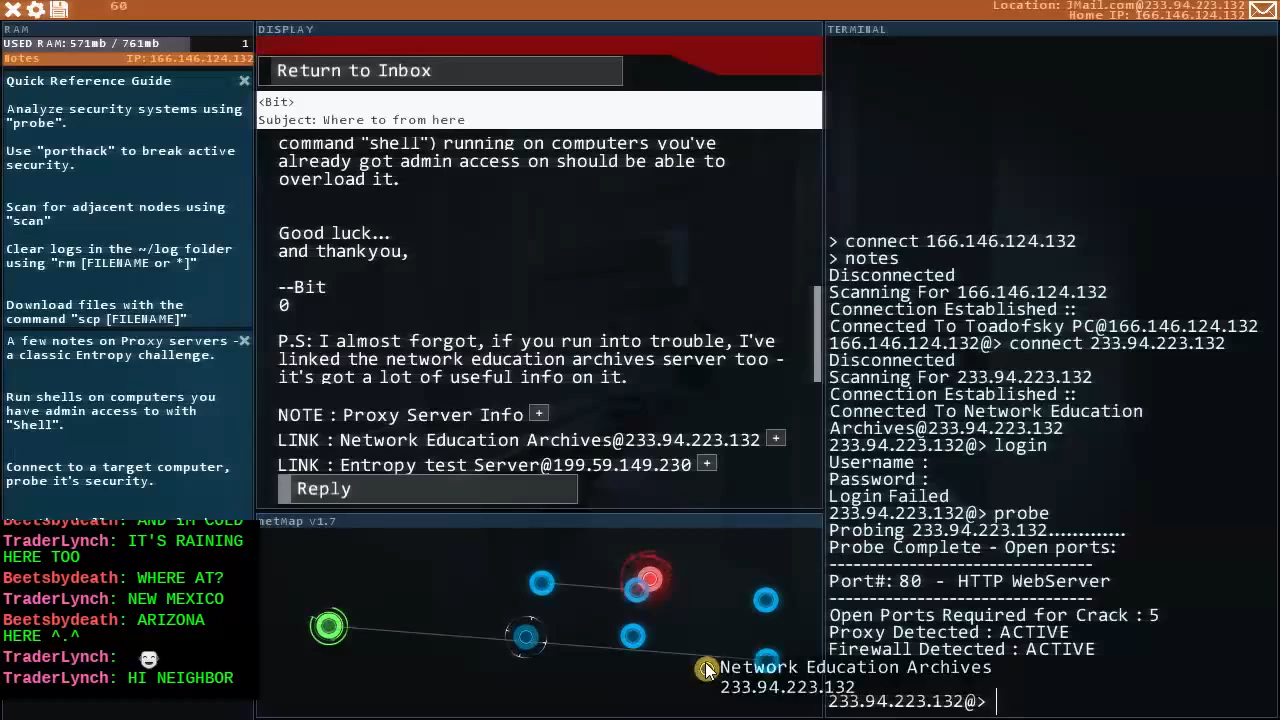 60
Location: JMail.com@233.94.223.132
Home IP: 166.146.124.132
RAM
USED RAM: 571mb / 761mb 1
Notes IP: 166.146.124.132
Quick Reference Guide
Analyze security systems using
"probe".
Use "porthack" to break active
security.
Scan for adjacent nodes using
"scan"
Clear logs in the ~/log folder
using "rm [FILENAME or *]"
Download files with the
command "scp [FILENAME]"
A few notes on Proxy servers -
a classic Entropy challenge.
Run shells on computers you
have admin access to with
"Shell".
Connect to a target computer,
probe it's security.
Beetsbydeath: AND IM COLD
TraderLynch: IT'S RAINING
HERE TOO
Beetsbydeath: WHERE AT?
TraderLynch: NEW MEXICO
Beetsbydeath: ARIZONA
HERE ^.^
TraderLynch:
TraderLynch: HI NEIGHBOR
DISPLAY
Return to Inbox
<Bit>
Subject: Where to from here
command "shell") running on computers you've
already got admin access on should be able to
overload it.
Good luck...
and thankyou,
--Bit
0
P.S: I almost forgot, if you run into trouble, I've
linked the network education archives server too -
it's got a lot of useful info on it.
NOTE : Proxy Server Info +
LINK : Network Education Archives@233.94.223.132 +
LINK : Entropy test Server@199.59.149.230 +
Reply
netMap v1.7
Network Education Archives
233.94.223.132
TERMINAL
> connect 166.146.124.132
> notes
Disconnected
Scanning For 166.146.124.132
Connection Established ::
Connected To Toadofsky PC@166.146.124.132
166.146.124.132@> connect 233.94.223.132
Disconnected
Scanning For 233.94.223.132
Connection Established ::
Connected To Network Education
Archives@233.94.223.132
233.94.223.132@> login
Username :
Password :
Login Failed
233.94.223.132@> probe
Probing 233.94.223.132.............
Probe Complete - Open ports:
---------------------------------
Port#: 80 - HTTP WebServer
---------------------------------
Open Ports Required for Crack : 5
Proxy Detected : ACTIVE
Firewall Detected : ACTIVE
233.94.223.132@>